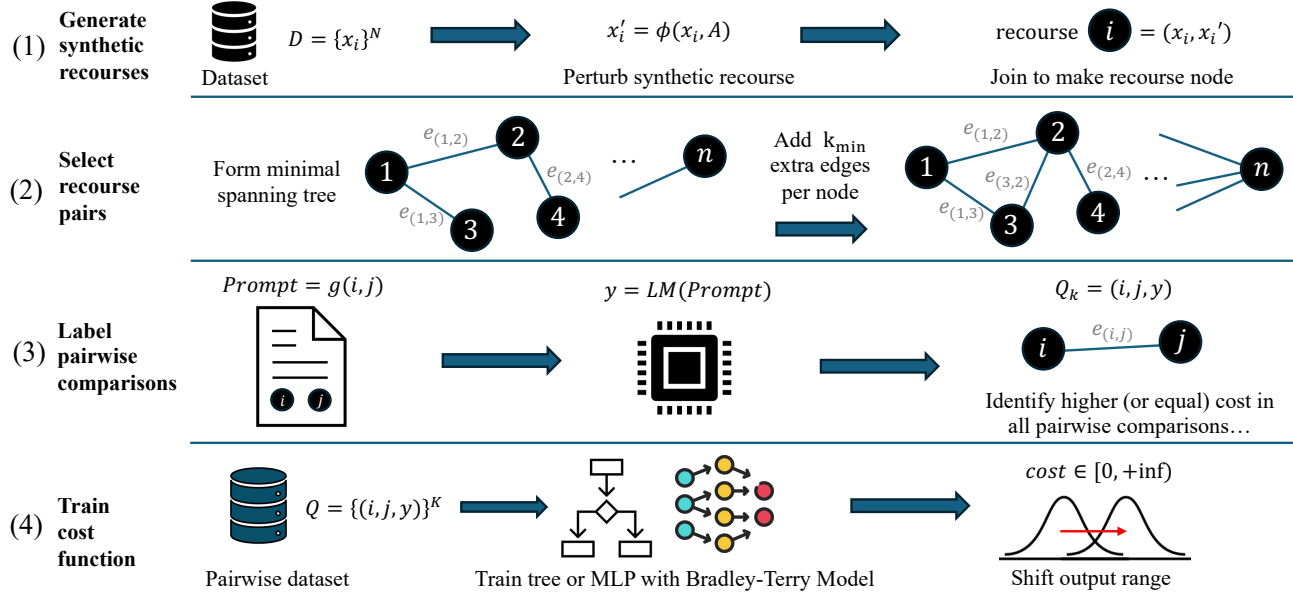 (1) Generate
synthetic
recourses
Dataset
D = {x_i}^N
x_i′ = ϕ(x_i, A)
Perturb synthetic recourse
recourse i = (x_i, x_i′)
Join to make recourse node
(2) Select
recourse
pairs
Form minimal
spanning tree
1 2 3 4 … n
e_(1,2)
e_(1,3)
e_(2,4)
Add k_min
extra edges
per node
1 2 3 4 … n
e_(1,2)
e_(3,2)
e_(2,4)
e_(1,3)
(3) Label
pairwise
comparisons
Prompt = g(i, j)
i j
y = LM(Prompt)
Q_k = (i, j, y)
i e_(i,j) j
Identify higher (or equal) cost in
all pairwise comparisons…
(4) Train
cost
function
Q = {(i, j, y)}^K
Pairwise dataset
Train tree or MLP with Bradley-Terry Model
cost ∈ [0, +inf)
Shift output range